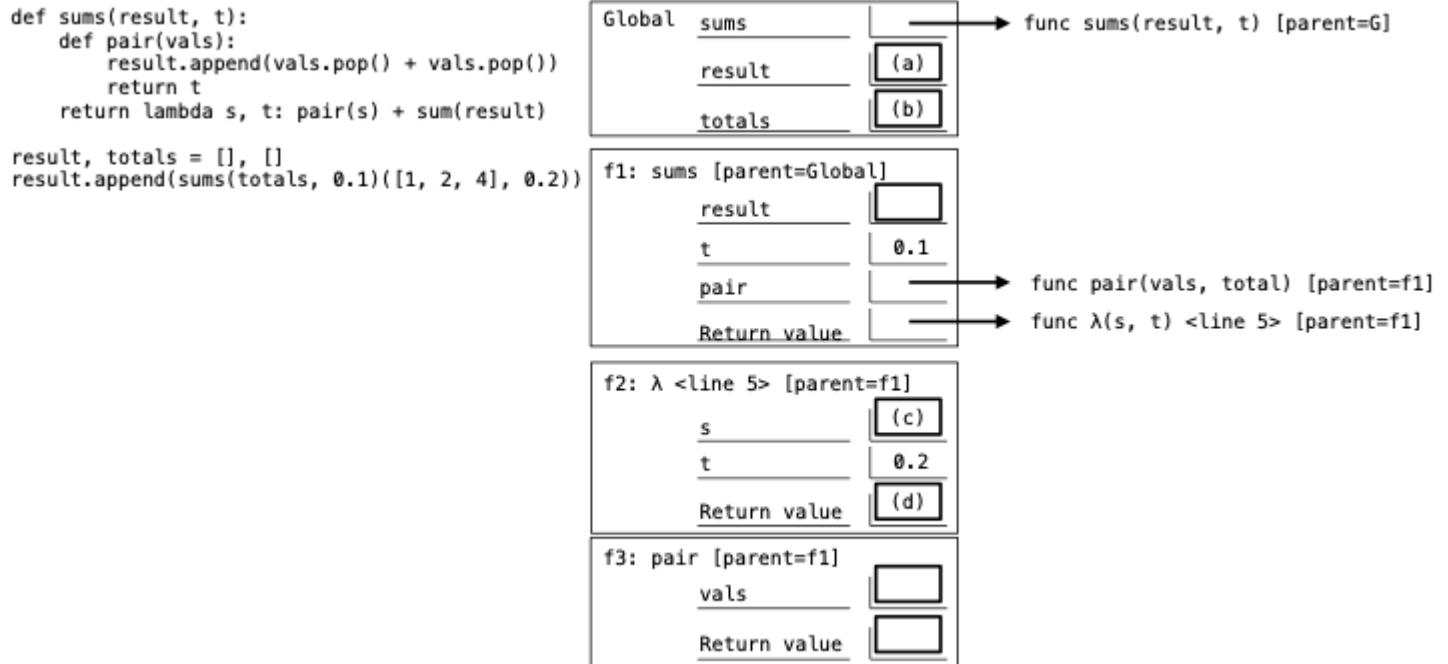 def sums(result, t):
    def pair(vals):
        result.append(vals.pop() + vals.pop())
        return t
    return lambda s, t: pair(s) + sum(result)
result, totals = [], []
result.append(sums(totals, 0.1)([1, 2, 4], 0.2))
Global sums
func sums(result, t) [parent=G]
result (a)
totals (b)
f1: sums [parent=Global]
result
t 0.1
pair
func pair(vals, total) [parent=f1]
Return value
func λ(s, t) <line 5> [parent=f1]
f2: λ <line 5> [parent=f1]
s (c)
t 0.2
Return value (d)
f3: pair [parent=f1]
vals
Return value